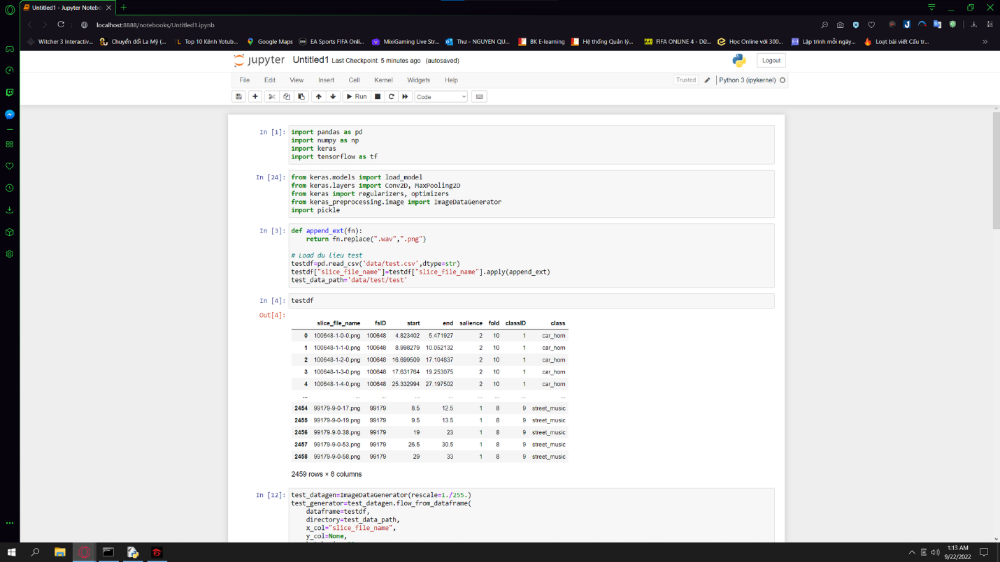 Untitled1 - Jupyter Notebo
localhost:8888/notebooks/Untitled1.ipynb
Witcher 3 Interactiv...
Chuyển đổi La Mỹ (...
Top 10 Kênh Yotub...
Google Maps
EA Sports FIFA Onli...
MixiGaming Live Str...
Thư - NGUYEN QU...
BK E-learning
Hệ thống Quản lý...
FIFA ONLINE 4 - Dữ...
Học Online với 300...
Lập trình mỗi ngày...
Loạt bài viết Cấu tr...
jupyter Untitled1 Last Checkpoint: 5 minutes ago (autosaved)
Logout
File Edit View Insert Cell Kernel Widgets Help
Trusted
Python 3 (ipykernel)
Run
Code
In [1]:
import pandas as pd
import numpy as np
import keras
import tensorflow as tf
In [24]:
from keras.models import load_model
from keras.layers import Conv2D, MaxPooling2D
from keras import regularizers, optimizers
from keras_preprocessing.image import ImageDataGenerator
import pickle
In [3]:
def append_ext(fn):
    return fn.replace(".wav",".png")
# Load du lieu test
testdf=pd.read_csv('data/test.csv',dtype=str)
testdf["slice_file_name"]=testdf["slice_file_name"].apply(append_ext)
test_data_path='data/test/test'
In [4]:
testdf
Out[4]:
slice_file_name fsID start end salience fold classID class
0 100648-1-0-0.png 100648 4.823402 5.471927 2 10 1 car_horn
1 100648-1-1-0.png 100648 8.998279 10.052132 2 10 1 car_horn
2 100648-1-2-0.png 100648 16.699509 17.104837 2 10 1 car_horn
3 100648-1-3-0.png 100648 17.631764 19.253075 2 10 1 car_horn
4 100648-1-4-0.png 100648 25.332994 27.197502 2 10 1 car_horn
... ... ... ... ... ... ... ... ...
2454 99179-9-0-17.png 99179 8.5 12.5 1 8 9 street_music
2455 99179-9-0-19.png 99179 9.5 13.5 1 8 9 street_music
2456 99179-9-0-38.png 99179 19 23 1 8 9 street_music
2457 99179-9-0-53.png 99179 26.5 30.5 1 8 9 street_music
2458 99179-9-0-58.png 99179 29 33 1 8 9 street_music
2459 rows × 8 columns
In [12]:
test_datagen=ImageDataGenerator(rescale=1./255.)
test_generator=test_datagen.flow_from_dataframe(
    dataframe=testdf,
    directory=test_data_path,
    x_col="slice_file_name",
    y_col=None,
1:13 AM
9/22/2022